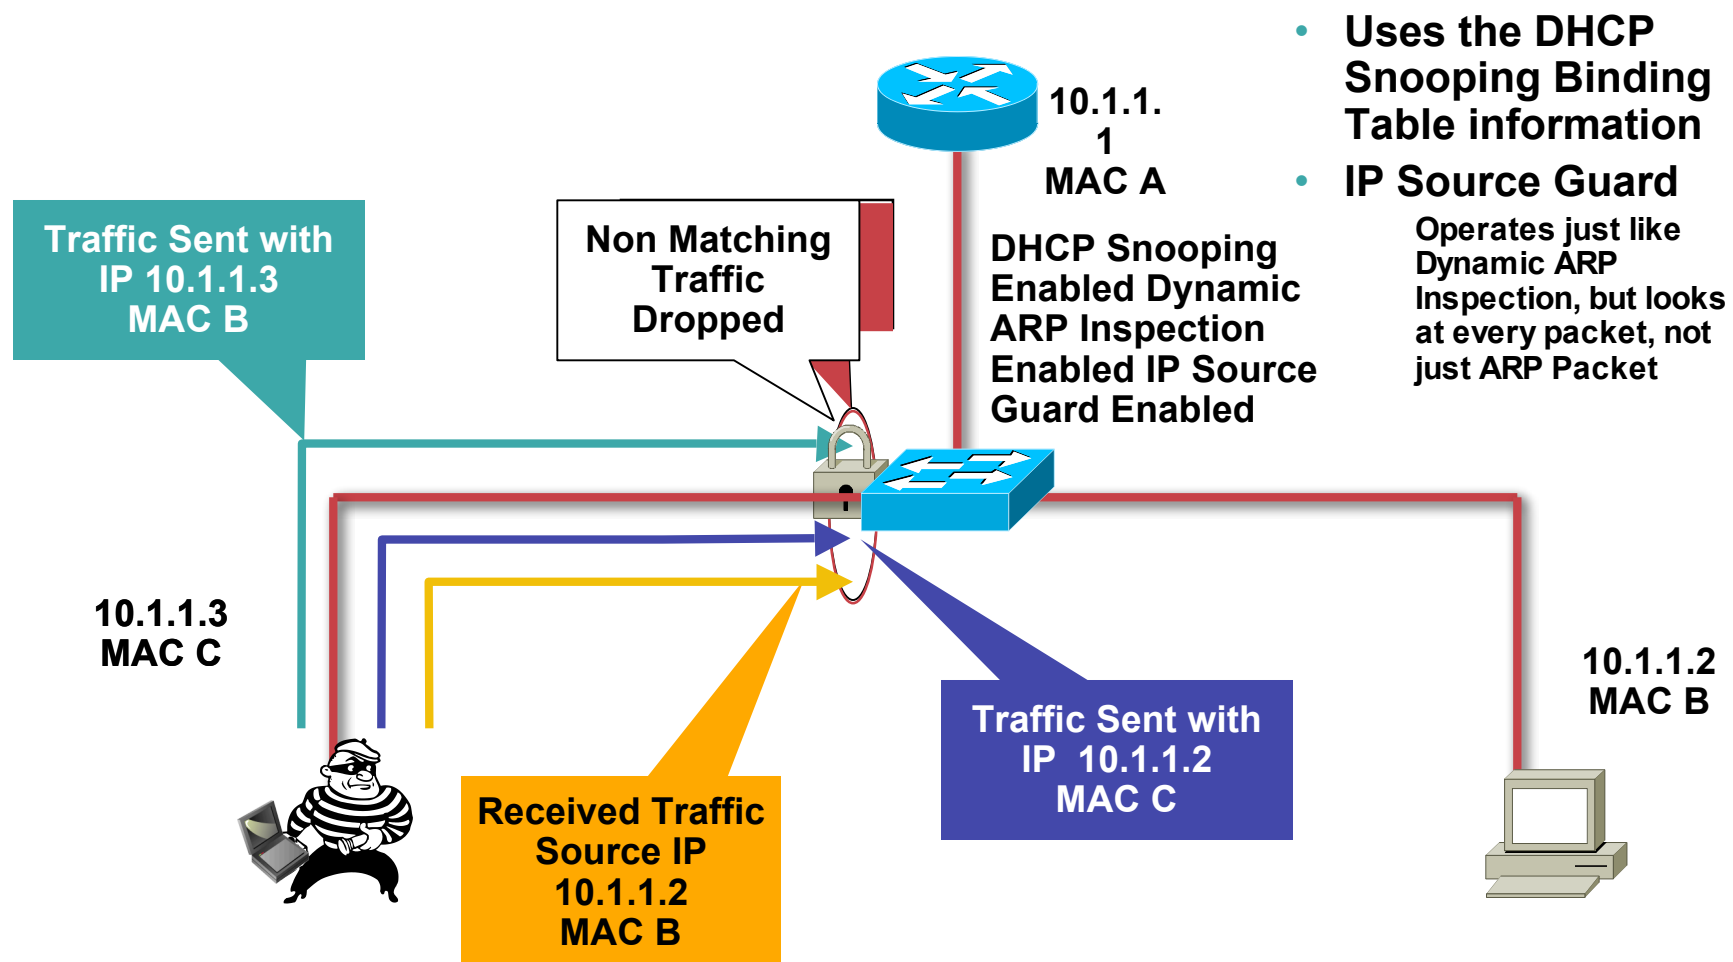 • Uses the DHCP
Snooping Binding
Table information
• IP Source Guard
Operates just like
Dynamic ARP
Inspection, but looks
at every packet, not
just ARP Packet
10.1.1.
1
MAC A
Traffic Sent with
IP 10.1.1.3
MAC B
Non Matching
Traffic
Dropped
DHCP Snooping
Enabled Dynamic
ARP Inspection
Enabled IP Source
Guard Enabled
10.1.1.3
MAC C
10.1.1.2
MAC B
Traffic Sent with
IP 10.1.1.2
MAC C
Received Traffic
Source IP
10.1.1.2
MAC B